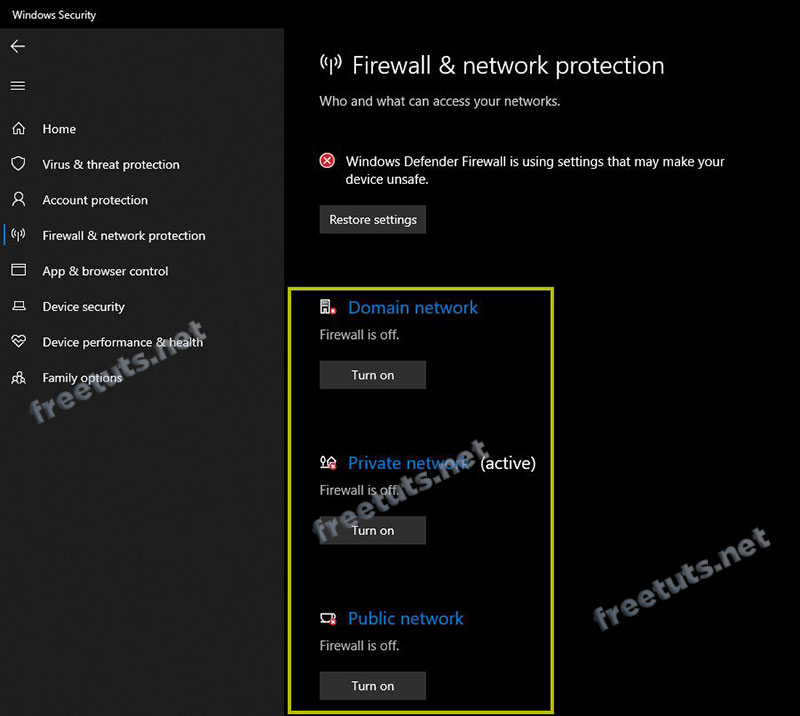 Windows Security
Home
Virus & threat protection
Account protection
Firewall & network protection
App & browser control
Device security
Device performance & health
Family options
Firewall & network protection
Who and what can access your networks.
Windows Defender Firewall is using settings that may make your
device unsafe.
Restore settings
Domain network
Firewall is off.
Turn on
Private network (active)
Firewall is off.
Turn on
Public network
Firewall is off.
Turn on
freetuts.net
freetuts.net
freetuts.net